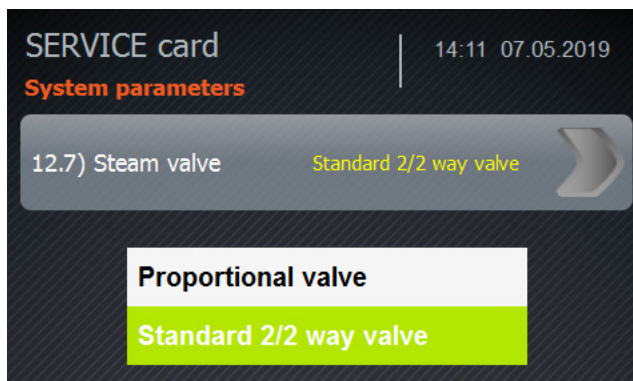 SERVICE card
14:11 07.05.2019
System parameters
12.7) Steam valve
Standard 2/2 way valve
Proportional valve
Standard 2/2 way valve